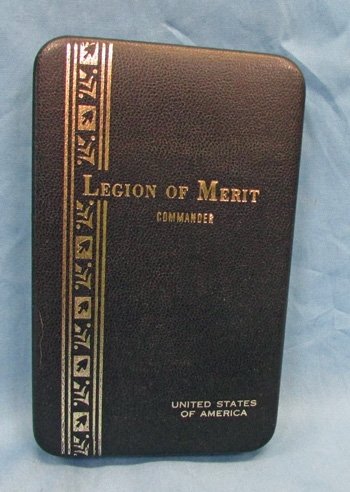 LEGION OF MERIT
COMMANDER
UNITED STATES
OF AMERICA